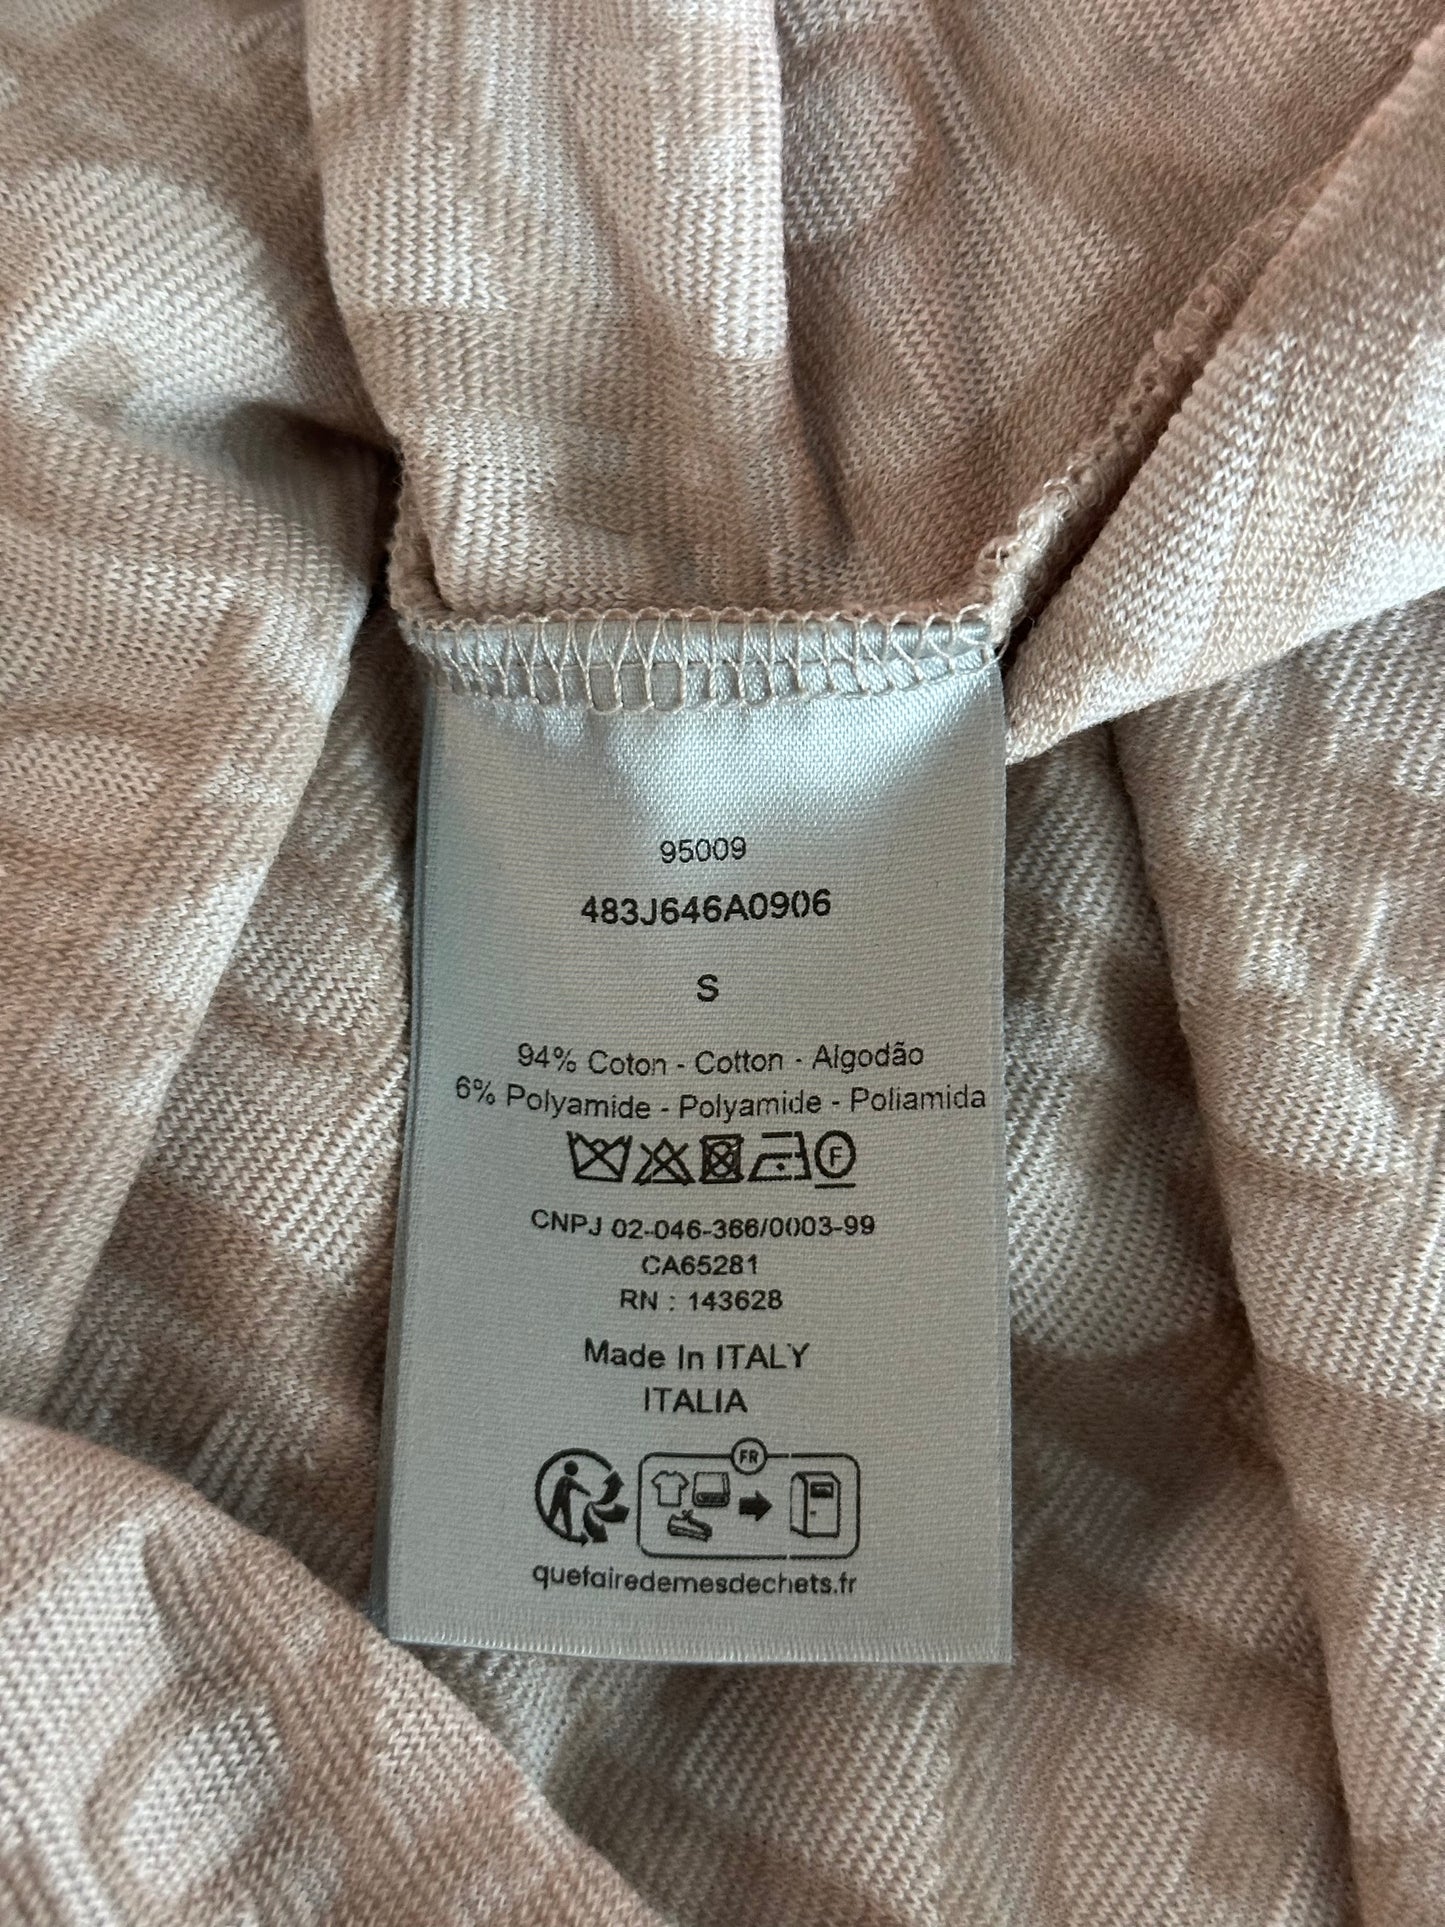 95009
483J646A0906
S
94% Coton - Cotton - Algodão
6% Polyamide - Polyamide - Poliamida
F
CNPJ 02-046-366/0003-99
CA65281
RN : 143628
Made In ITALY
ITALIA
FR
quefairedemesdechets.fr